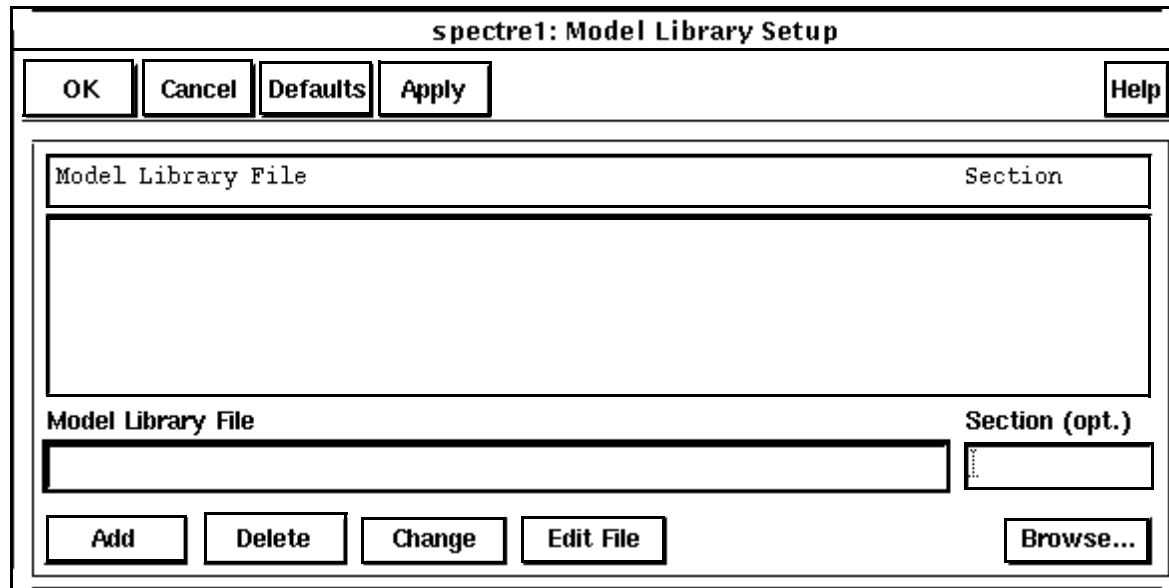 spectre1: Model Library Setup
OK Cancel Defaults Apply Help
Model Library File Section
Model Library File Section (opt.)
Add Delete Change Edit File Browse...